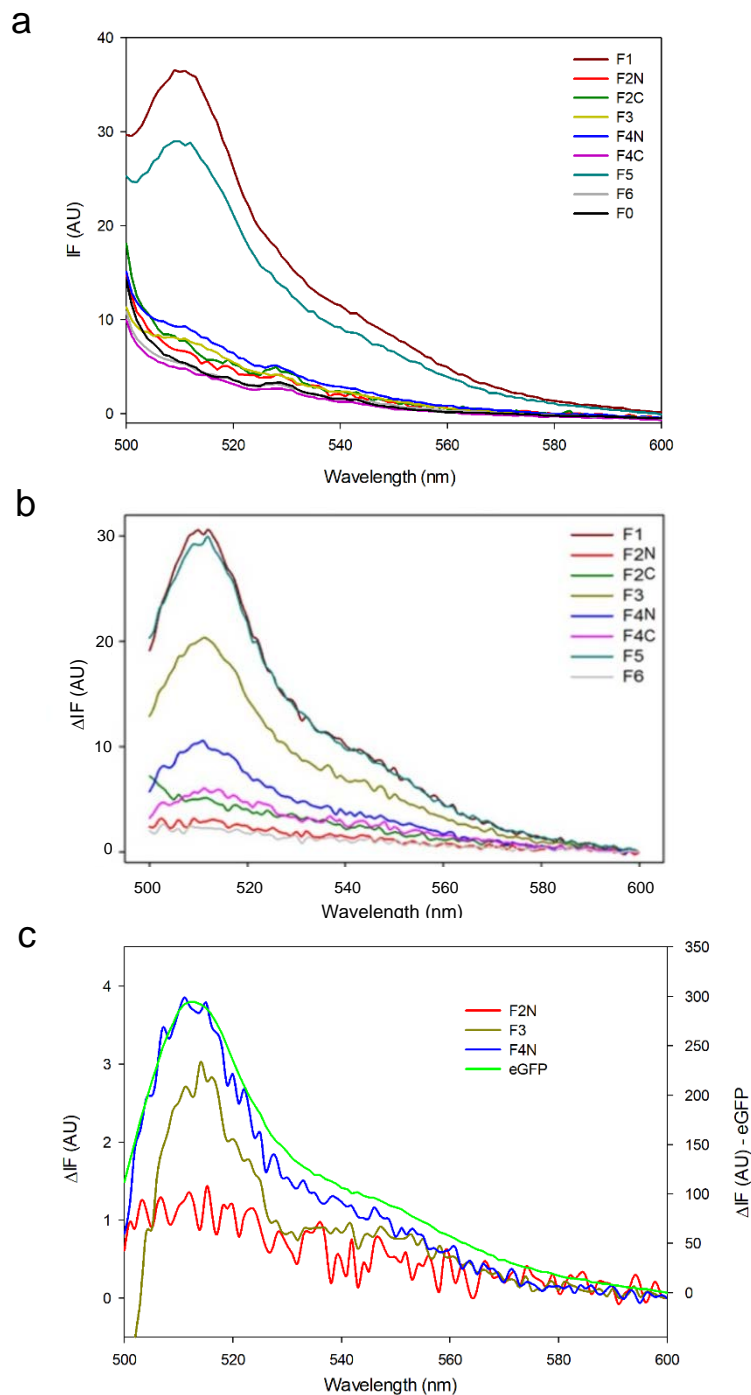 a
40
30
20
10
0
IF (AU)
500 520 540 560 580 600
Wavelength (nm)
F1
F2N
F2C
F3
F4N
F4C
F5
F6
F0
b
30
20
10
0
ΔIF (AU)
500 520 540 560 580 600
Wavelength (nm)
F1
F2N
F2C
F3
F4N
F4C
F5
F6
c
4
3
2
1
0
ΔIF (AU)
350
300
250
200
150
100
50
0
ΔIF (AU) - eGFP
500 520 540 560 580 600
Wavelength (nm)
F2N
F3
F4N
eGFP